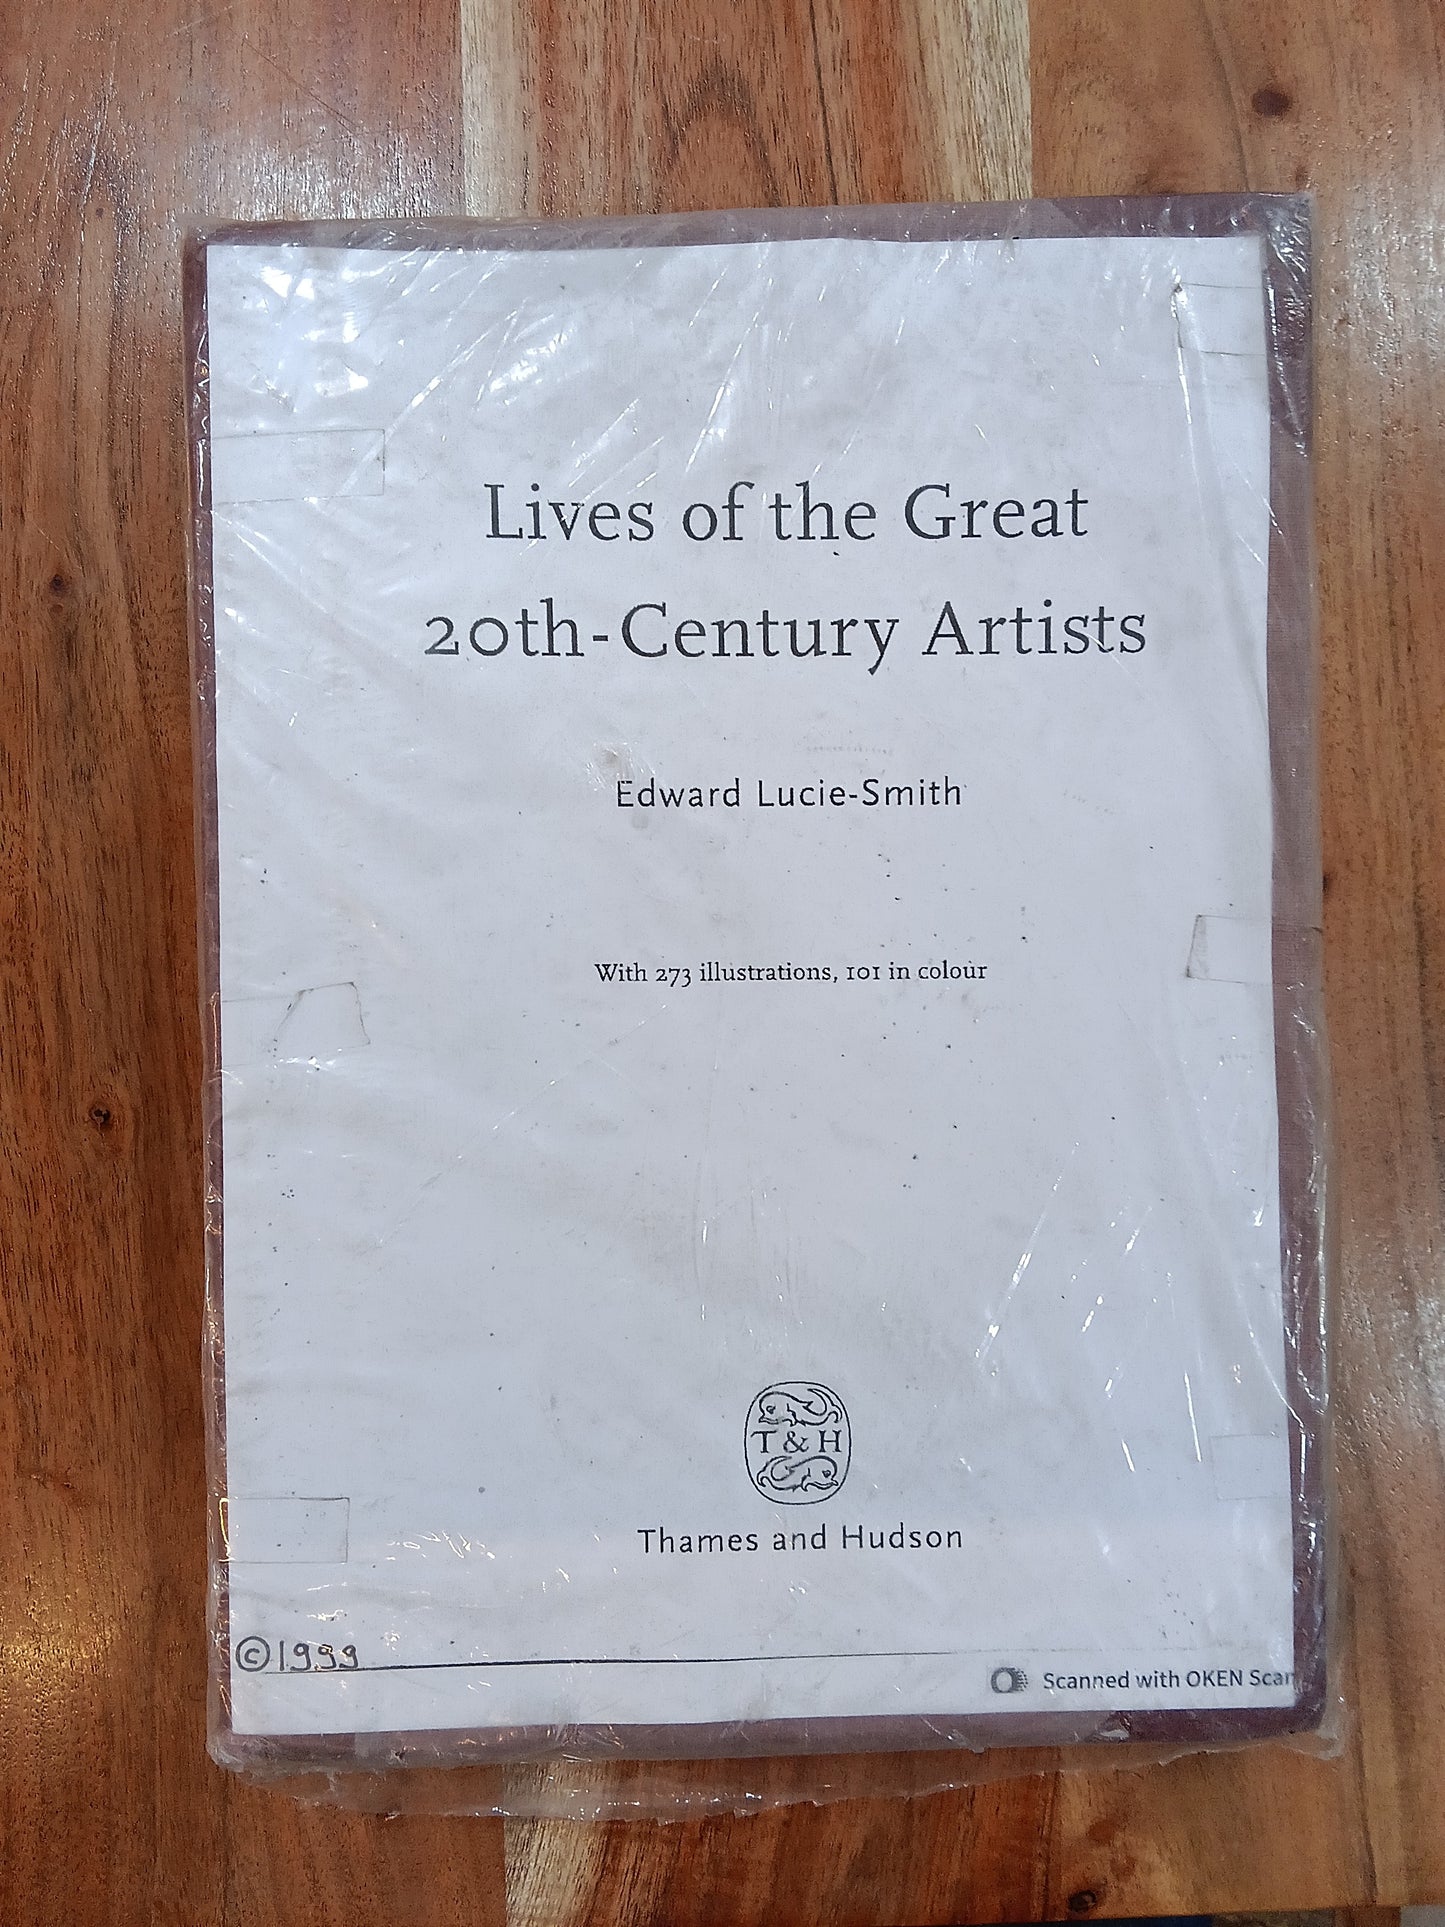 Lives of the Great
20th-Century Artists
Edward Lucie-Smith
With 273 illustrations, 101 in colour
T & H
Thames and Hudson
©1999
Scanned with OKEN Scan